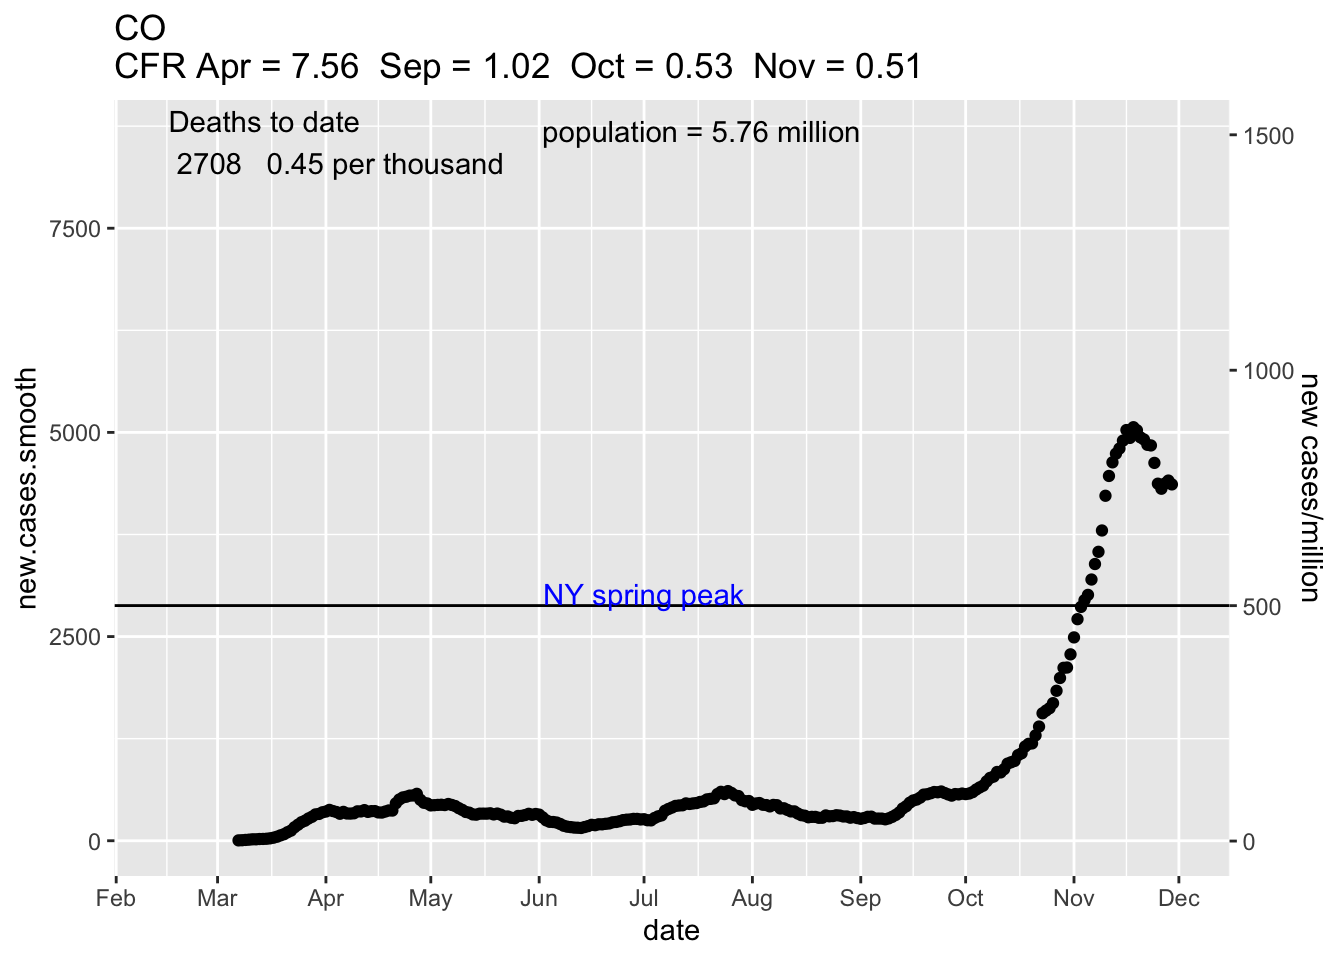 CO
CFR Apr = 7.56  Sep = 1.02  Oct = 0.53  Nov = 0.51
Deaths to date
2708   0.45 per thousand
population = 5.76 million
1500
7500
1000
new.cases.smooth
new cases/million
5000
NY spring peak
500
2500
0
0
Feb Mar Apr May Jun Jul Aug Sep Oct Nov Dec
date